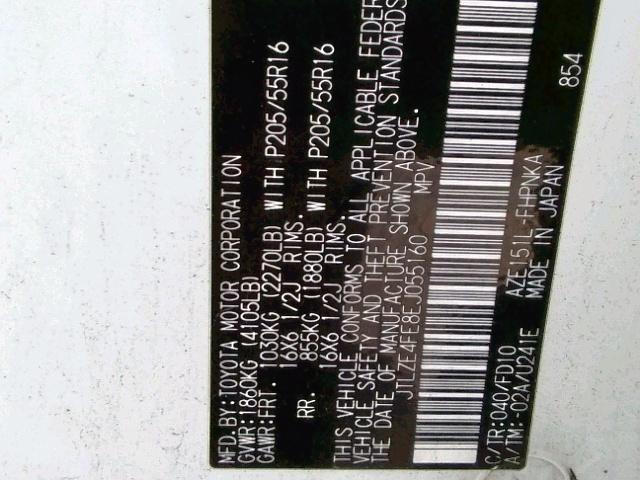 MFD.BY:TOYOTA MOTOR CORPORATION
GVWR:1860KG (4105LB)
GAWR:FRT. 1030KG (2270LB) WITH P205/55R16
16X6 1/2J RIMS.
RR. 855KG (1880LB) WITH P205/55R16
16X6 1/2J RIMS.
THIS VEHICLE CONFORMS TO ALL APPLICABLE FEDER
VEHICLE SAFETY AND THEFT PREVENTION STANDARDS
THE DATE OF MANUFACTURE SHOWN ABOVE.
JTLZE4FE8EJ055160 MPV
C/TR:040/FD10 AZE151L-FHPNKA
A/TM:-02A/U241E MADE IN JAPAN
854